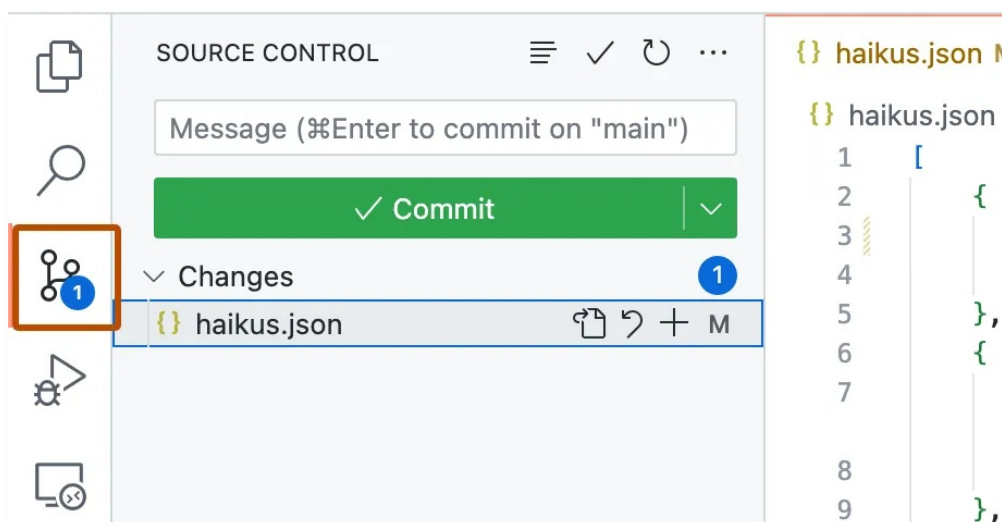 SOURCE CONTROL
Message (⌘Enter to commit on "main")
Commit
Changes 1
{} haikus.json M
1
{} haikus.json
{} haikus.json
1 [
2 {
3
4
5 },
6 {
7
8
9 },